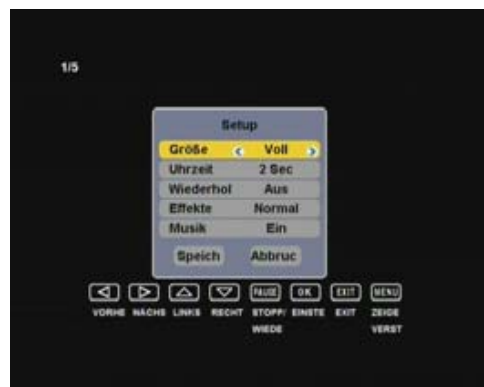 1/5
Setup
Größe Voll
Uhrzeit 2 Sec
Wiederhol Aus
Effekte Normal
Musik Ein
Speich Abbruc
PAUSE OK EXIT MENU
VORHE NÄCHS LINKS RECHT STOPP/ EINSTE EXIT ZEIGE
WIEDE VERST